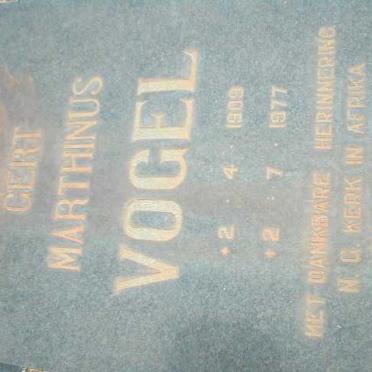 GERT
MARTHINUS
VOGEL
* 2 . 4 . 1909
+ 2 . 7 . 1977
MET DANKBARE HERINNERING
N. G. KERK IN AFRIKA